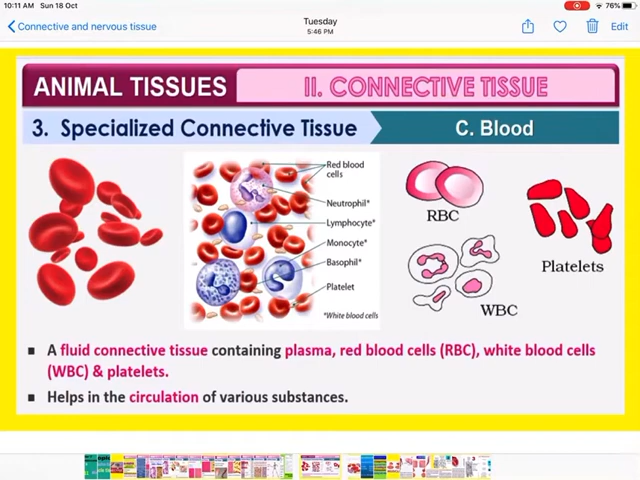 10:11 AM Sun 18 Oct
76%
Connective and nervous tissue
Tuesday
5:46 PM
Edit
ANIMAL TISSUES
II. CONNECTIVE TISSUE
3. Specialized Connective Tissue
C. Blood
Red blood
cells
Neutrophil*
Lymphocyte*
Monocyte*
Basophil*
Platelet
*White blood cells
RBC
WBC
Platelets
A fluid connective tissue containing plasma, red blood cells (RBC), white blood cells
(WBC) & platelets.
Helps in the circulation of various substances.